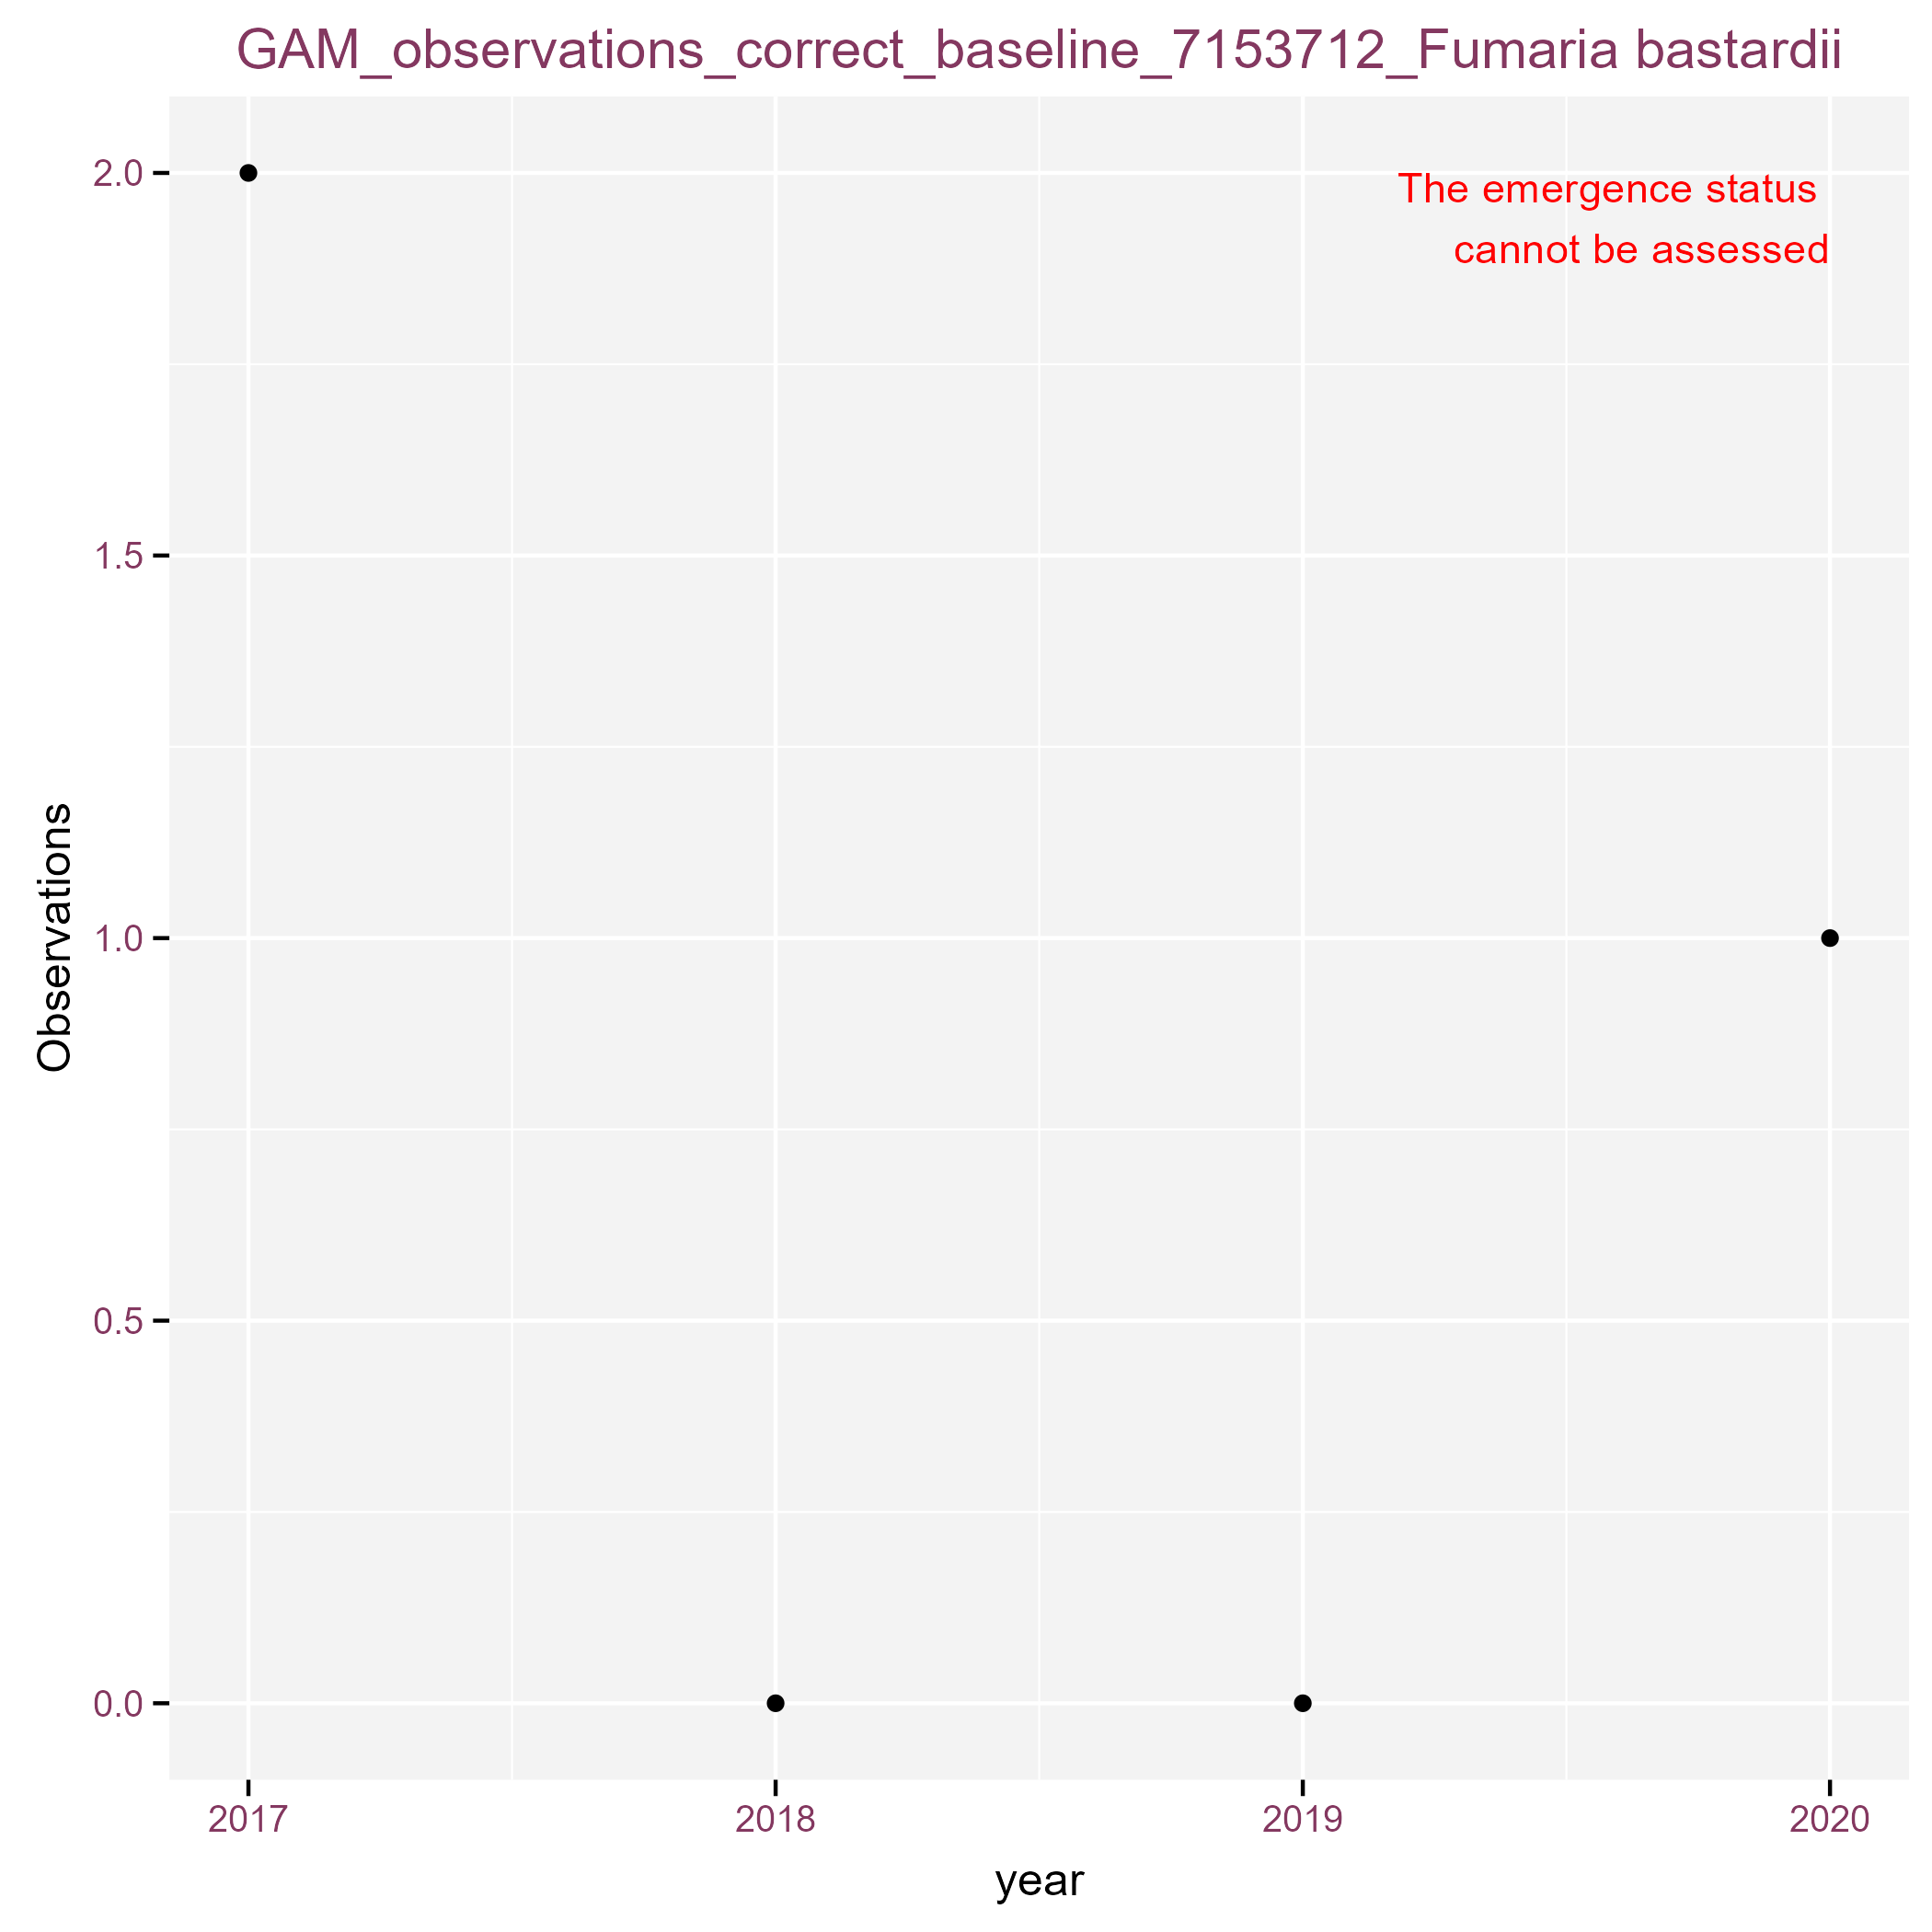 GAM_observations_correct_baseline_7153712_Fumaria bastardii
The emergence status
cannot be assessed
2.0
1.5
1.0
0.5
0.0
Observations
2017
2018
2019
2020
year